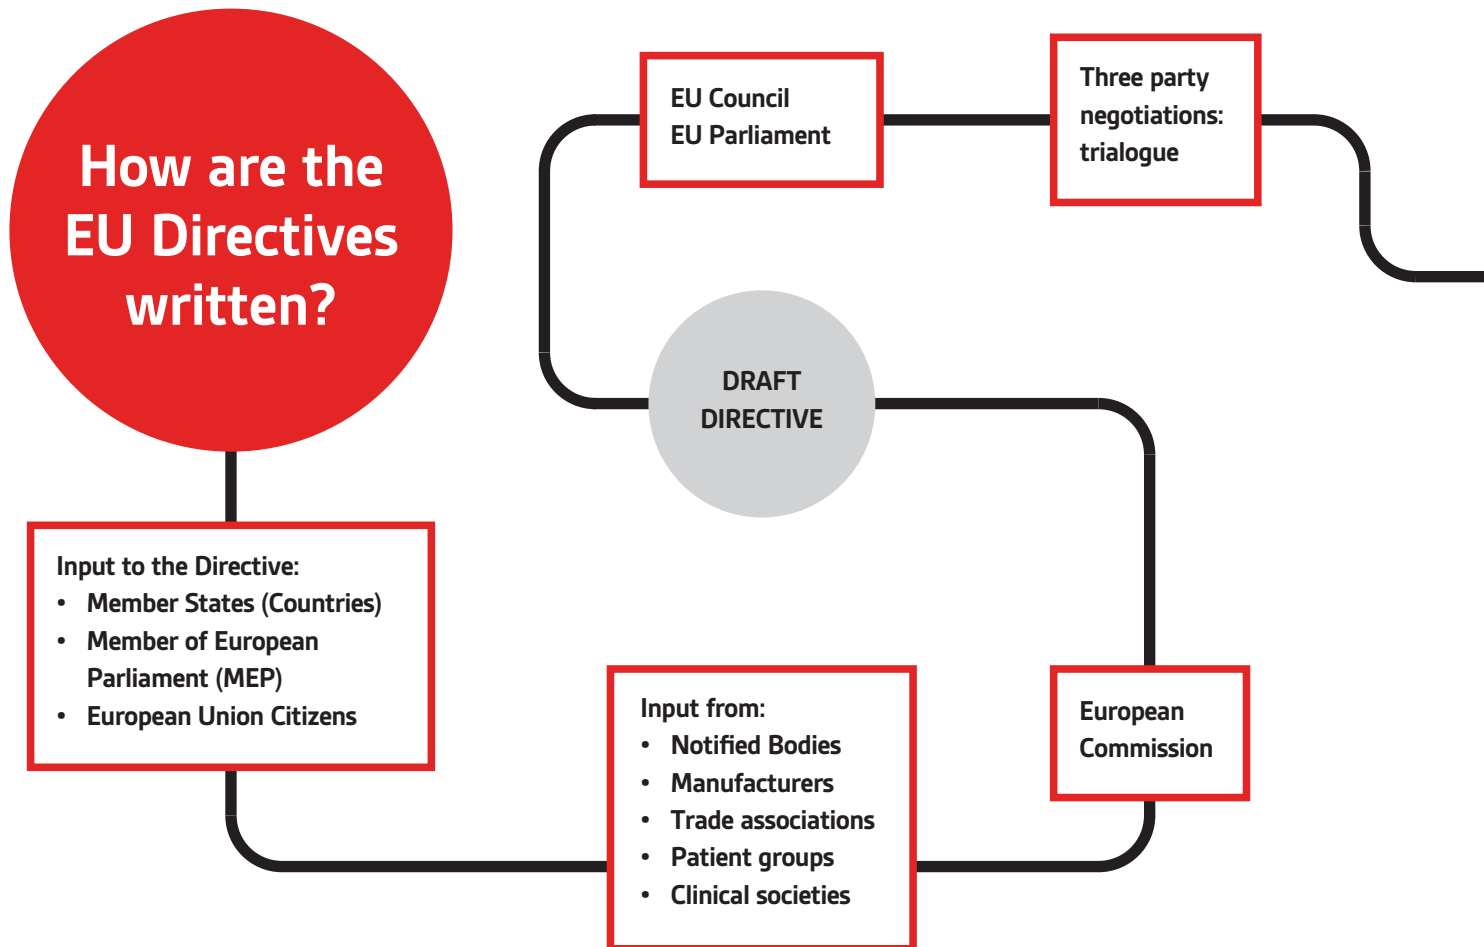 How are the
EU Directives
written?
Input to the Directive:
• Member States (Countries)
• Member of European
Parliament (MEP)
• European Union Citizens
Input from:
• Notified Bodies
• Manufacturers
• Trade associations
• Patient groups
• Clinical societies
European
Commission
DRAFT
DIRECTIVE
EU Council
EU Parliament
Three party
negotiations:
trialogue